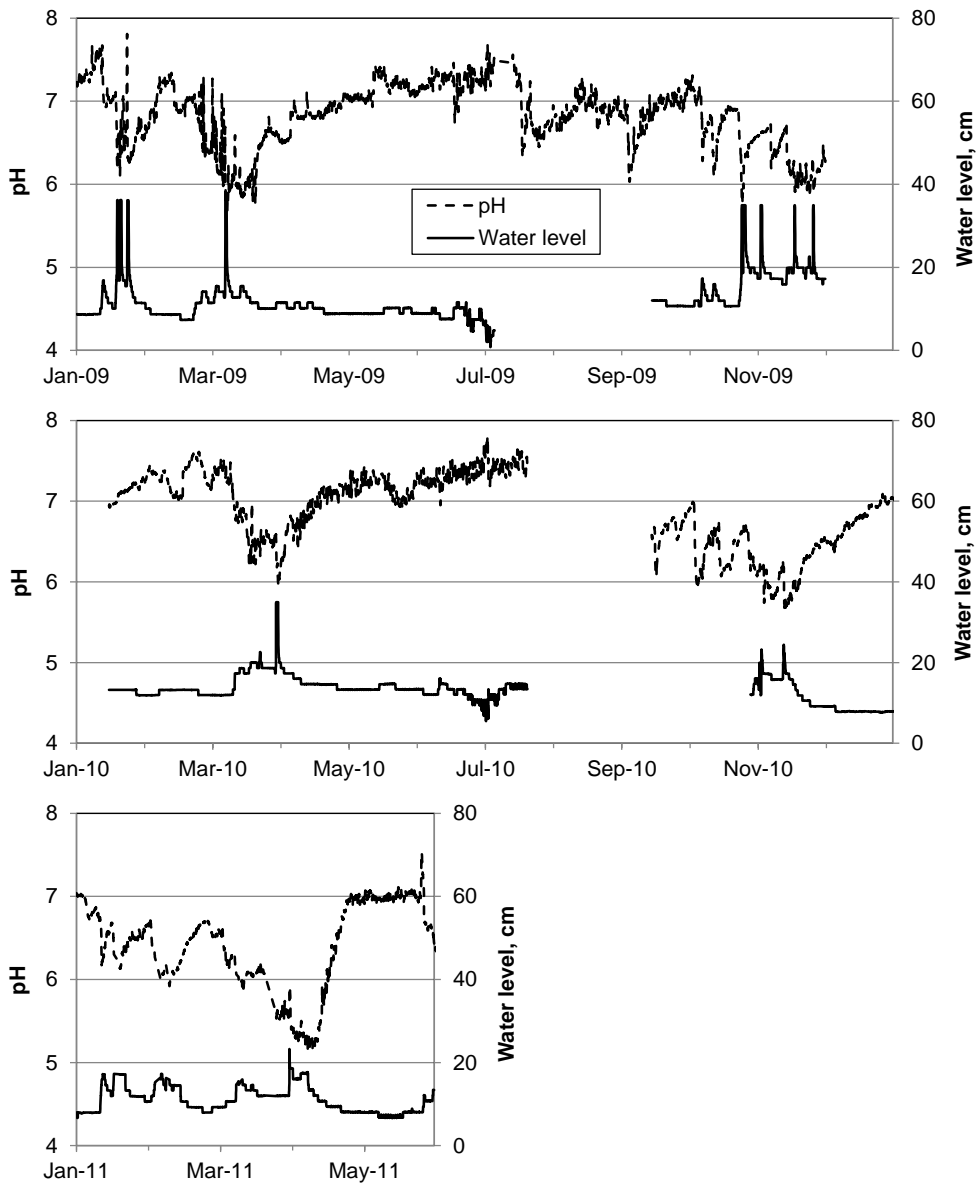 8
80
7
60
6
40
pH
Water level
5
20
4
0
pH
Water level, cm
Jan-09 Mar-09 May-09 Jul-09 Sep-09 Nov-09
8
80
7
60
6
40
5
20
4
0
pH
Water level, cm
Jan-10 Mar-10 May-10 Jul-10 Sep-10 Nov-10
8
80
7
60
6
40
5
20
4
0
pH
Water level, cm
Jan-11 Mar-11 May-11